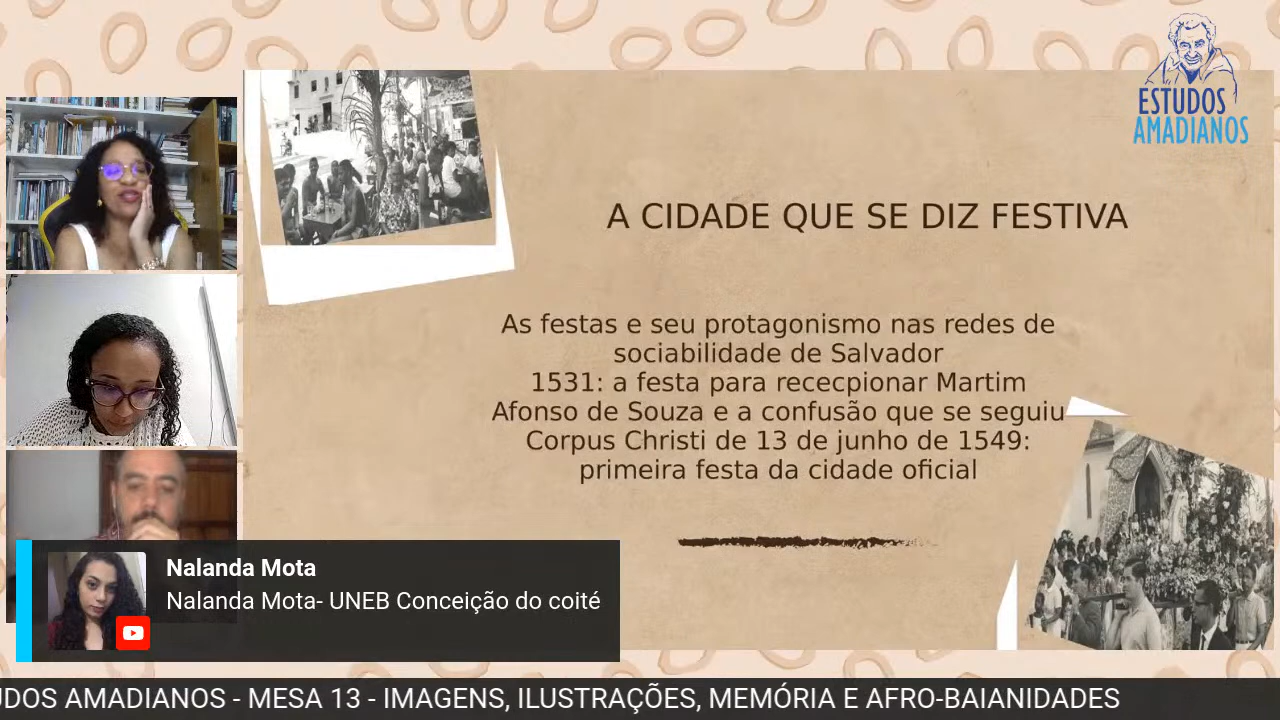 ESTUDOS
AMADIANOS
A CIDADE QUE SE DIZ FESTIVA
As festas e seu protagonismo nas redes de
sociabilidade de Salvador
1531: a festa para rececpionar Martim
Afonso de Souza e a confusão que se seguiu
Corpus Christi de 13 de junho de 1549:
primeira festa da cidade oficial
Nalanda Mota
Nalanda Mota- UNEB Conceição do coité
UDOS AMADIANOS - MESA 13 - IMAGENS, ILUSTRAÇÕES, MEMÓRIA E AFRO-BAIANIDADES